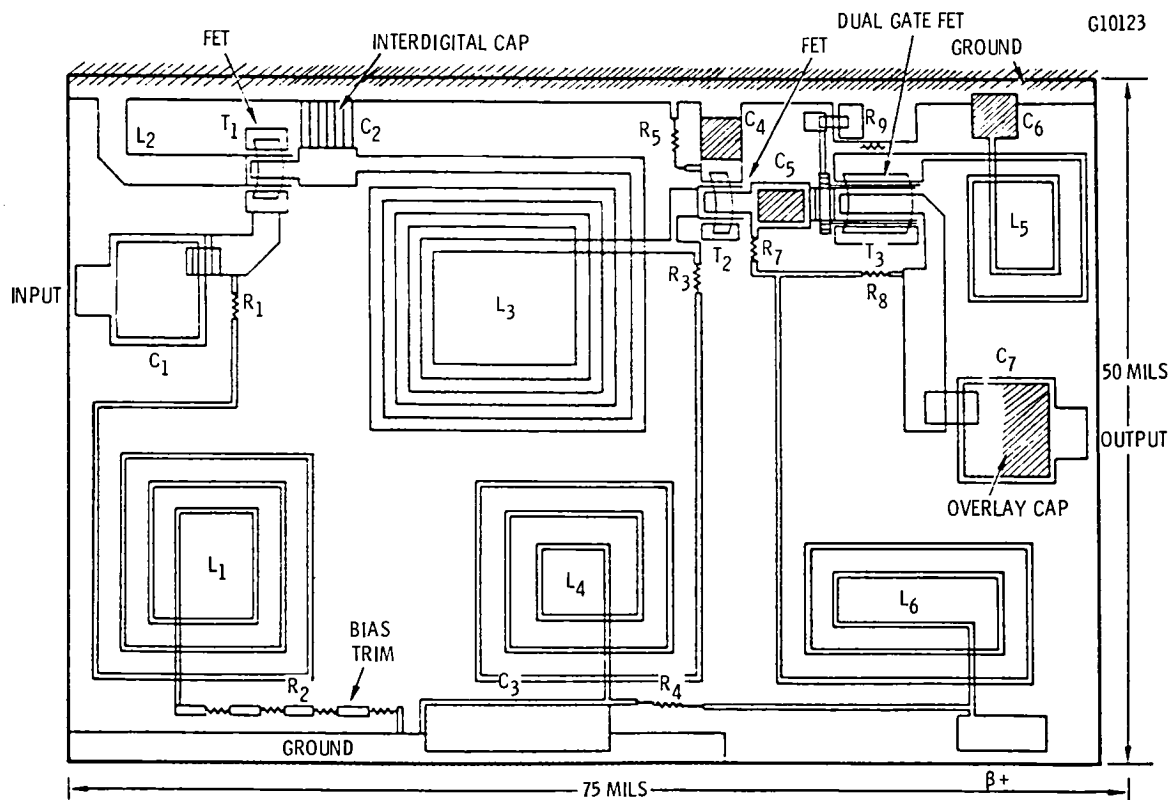 G10123
DUAL GATE FET
FET
INTERDIGITAL CAP
FET
GROUND
L2
T1
C2
R5
C4
R9
C6
C5
L5
T2
R7
T3
R3
R8
INPUT
R1
L3
C1
C7
50 MILS
OUTPUT
OVERLAY CAP
L1
L4
L6
BIAS
TRIM
R2
C3
R4
GROUND
β+
75 MILS